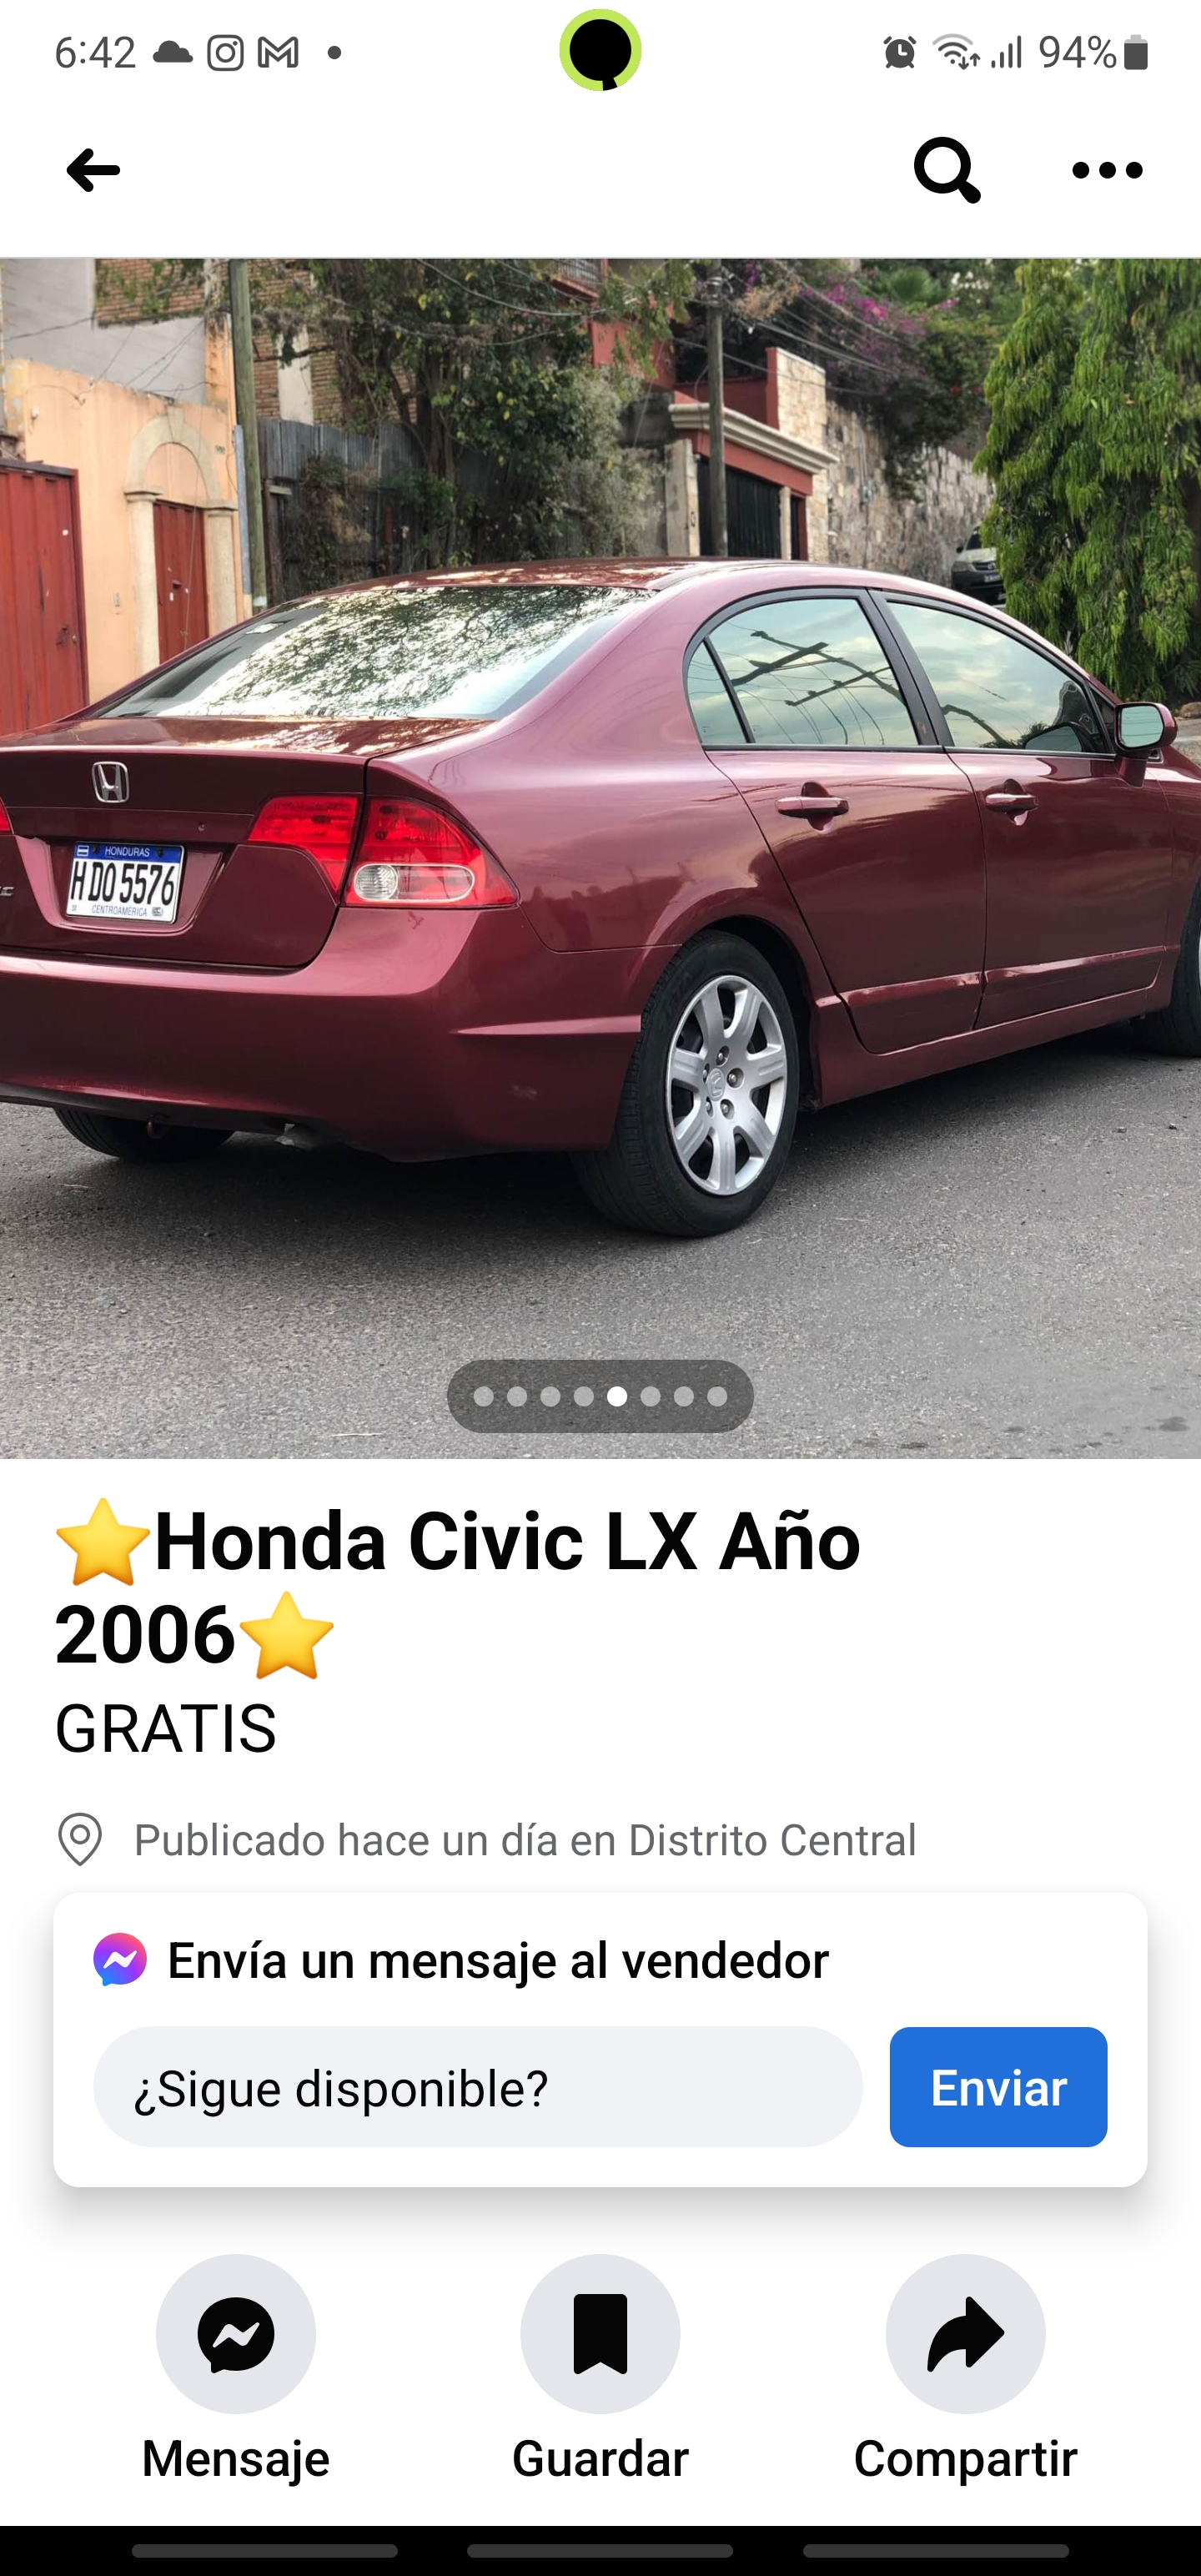 6:42
94%
HONDURAS
H DO 5576
CENTROAMERICA
⭐Honda Civic LX Año
2006⭐
GRATIS
Publicado hace un día en Distrito Central
Envía un mensaje al vendedor
¿Sigue disponible?
Enviar
Mensaje
Guardar
Compartir